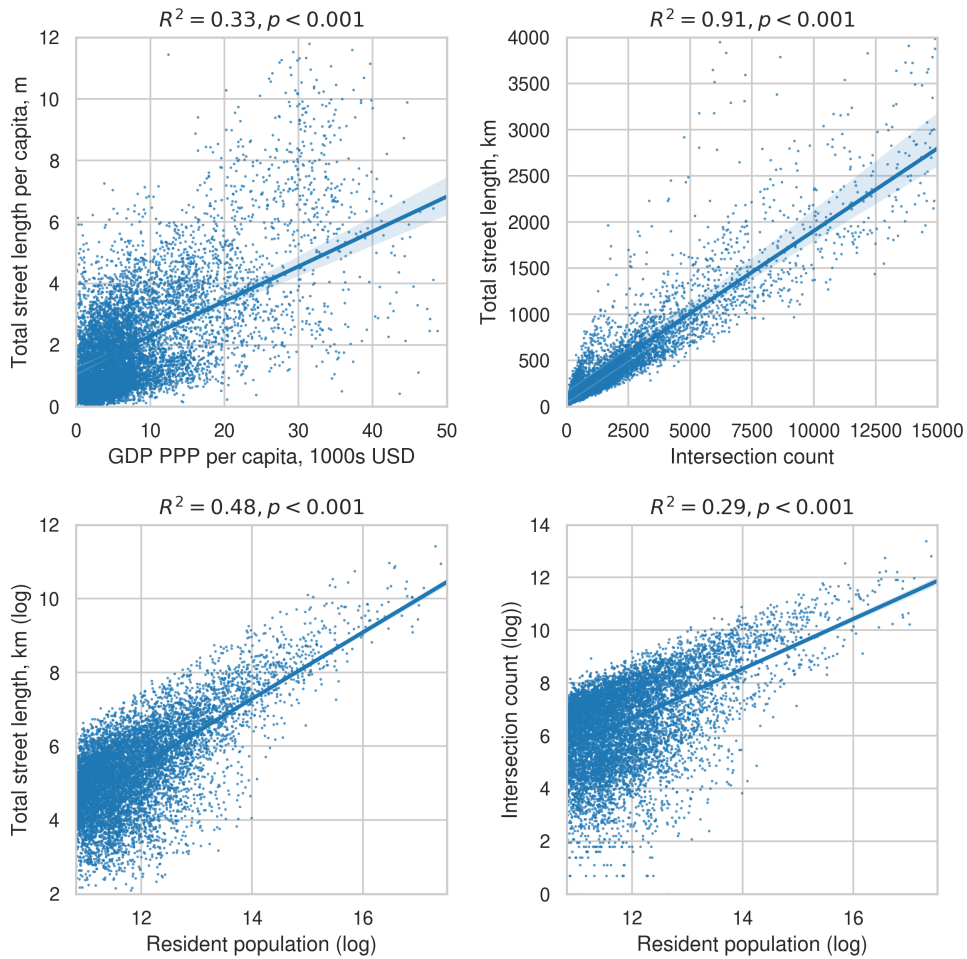 R² = 0.33, p < 0.001
Total street length per capita, m
12
10
8
6
4
2
0
0 10 20 30 40 50
GDP PPP per capita, 1000s USD
R² = 0.91, p < 0.001
Total street length, km
4000
3500
3000
2500
2000
1500
1000
500
0
0 2500 5000 7500 10000 12500 15000
Intersection count
R² = 0.48, p < 0.001
Total street length, km (log)
12
10
8
6
4
2
12 14 16
Resident population (log)
R² = 0.29, p < 0.001
Intersection count (log))
14
12
10
8
6
4
2
0
12 14 16
Resident population (log)